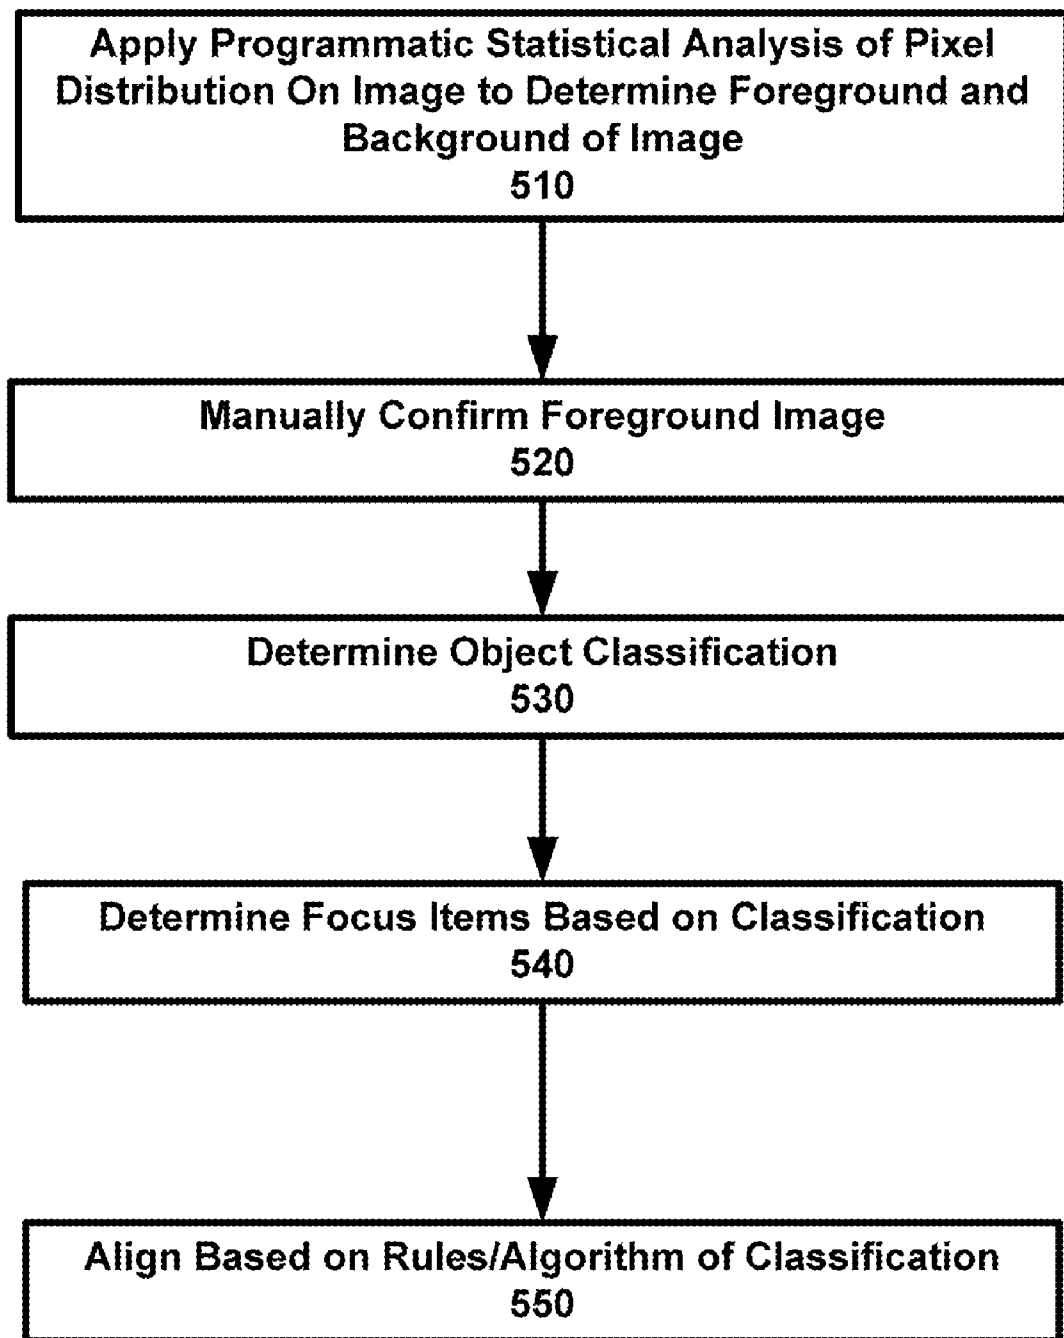 Apply Programmatic Statistical Analysis of Pixel
Distribution On Image to Determine Foreground and
Background of Image
510
Manually Confirm Foreground Image
520
Determine Object Classification
530
Determine Focus Items Based on Classification
540
Align Based on Rules/Algorithm of Classification
550